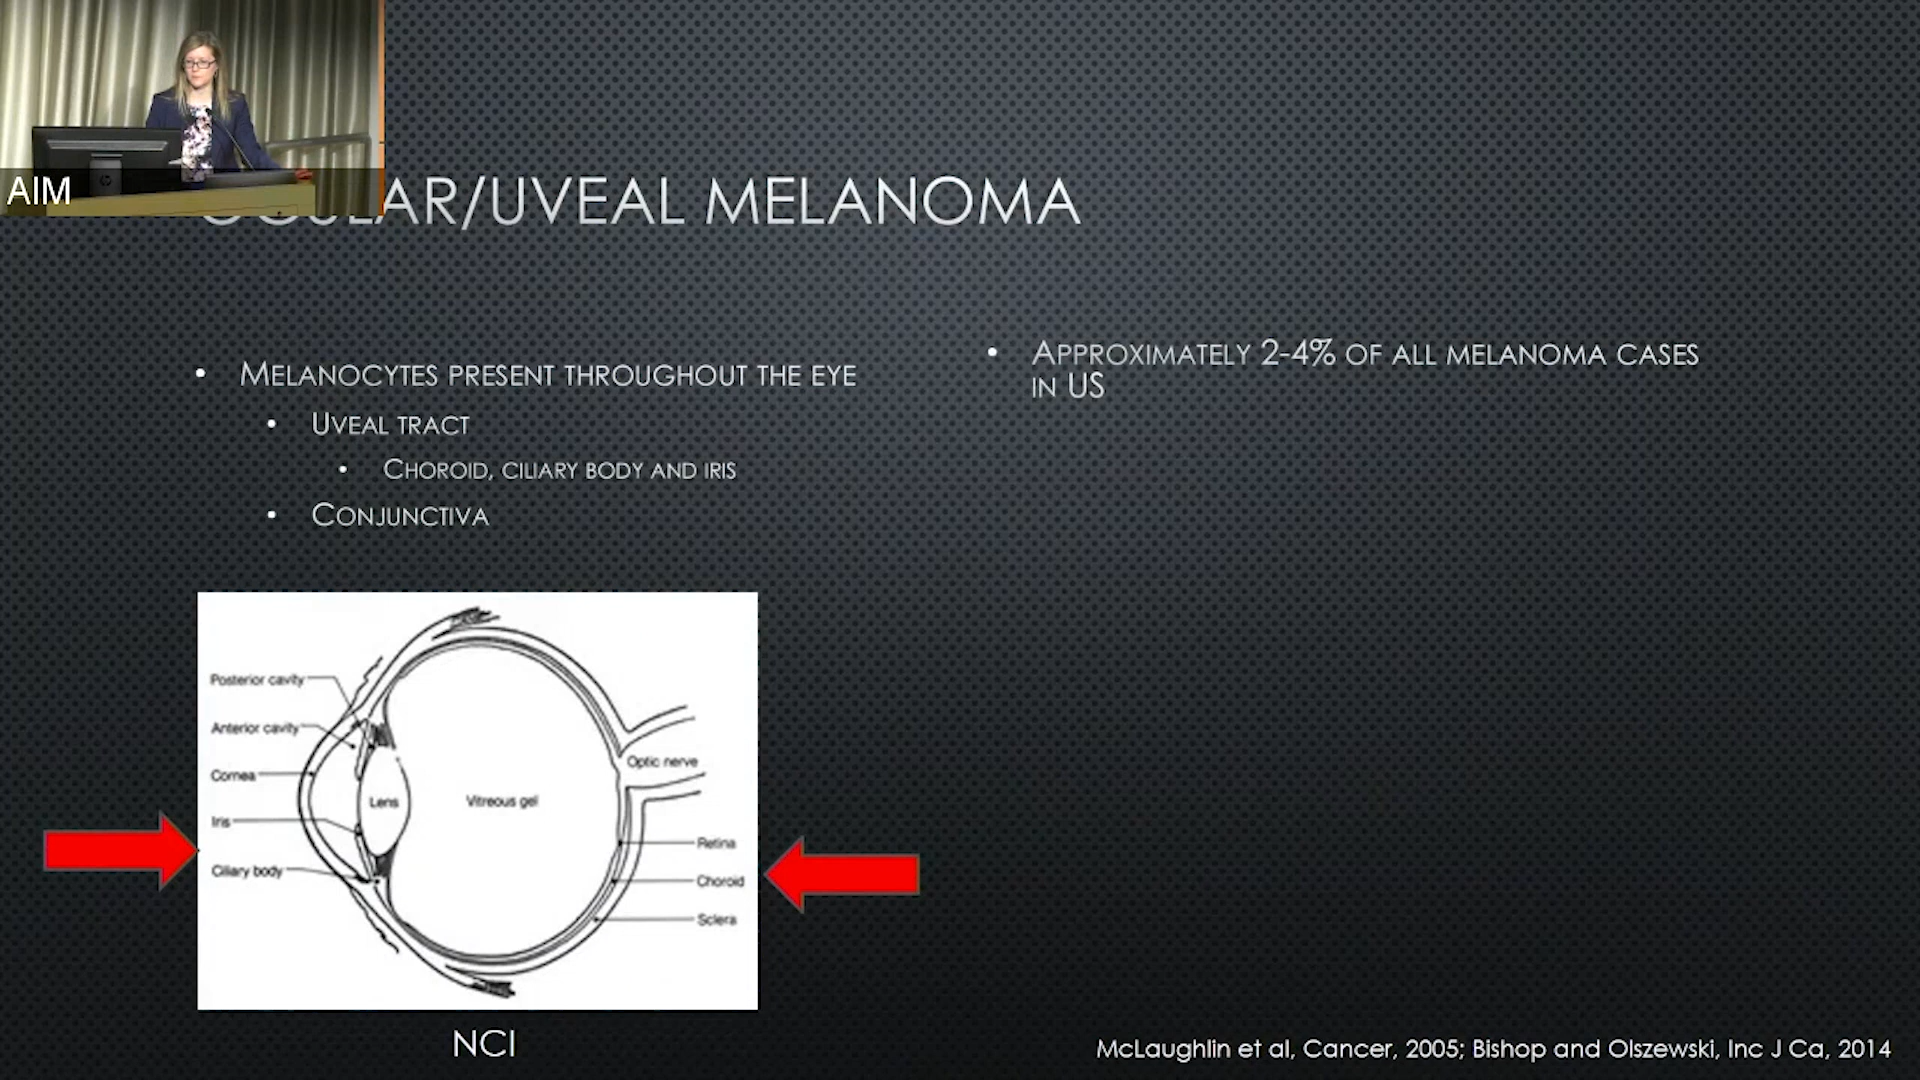 AIM
OCULAR/UVEAL MELANOMA
• MELANOCYTES PRESENT THROUGHOUT THE EYE
• UVEAL TRACT
• CHOROID, CILIARY BODY AND IRIS
• CONJUNCTIVA
• APPROXIMATELY 2-4% OF ALL MELANOMA CASES
IN US
Posterior cavity
Anterior cavity
Cornea
Iris
Ciliary body
Lens
Vitreous gel
Optic nerve
Retina
Choroid
Sclera
NCI
McLaughlin et al, Cancer, 2005; Bishop and Olszewski, Inc J Ca, 2014